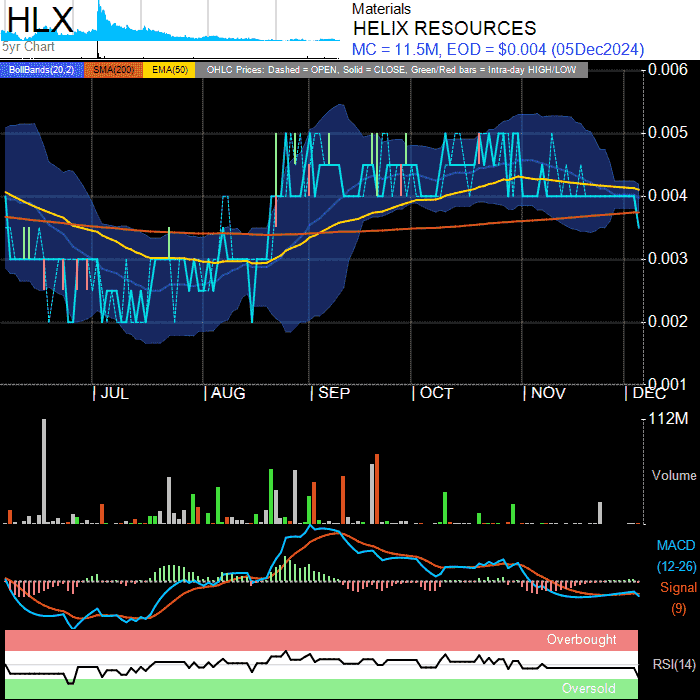 HLX
5yr Chart
Materials
HELIX RESOURCES
MC = 11.5M, EOD = $0.004 (05Dec2024)
BollBands(20,2) SMA(200) EMA(50) OHLC Prices: Dashed = OPEN, Solid = CLOSE, Green/Red bars = Intra-day HIGH/LOW
0.006
0.005
0.004
0.003
0.002
0.001
JUL AUG SEP OCT NOV DEC
112M
Volume
MACD
(12-26)
Signal
(9)
Overbought
RSI(14)
Oversold